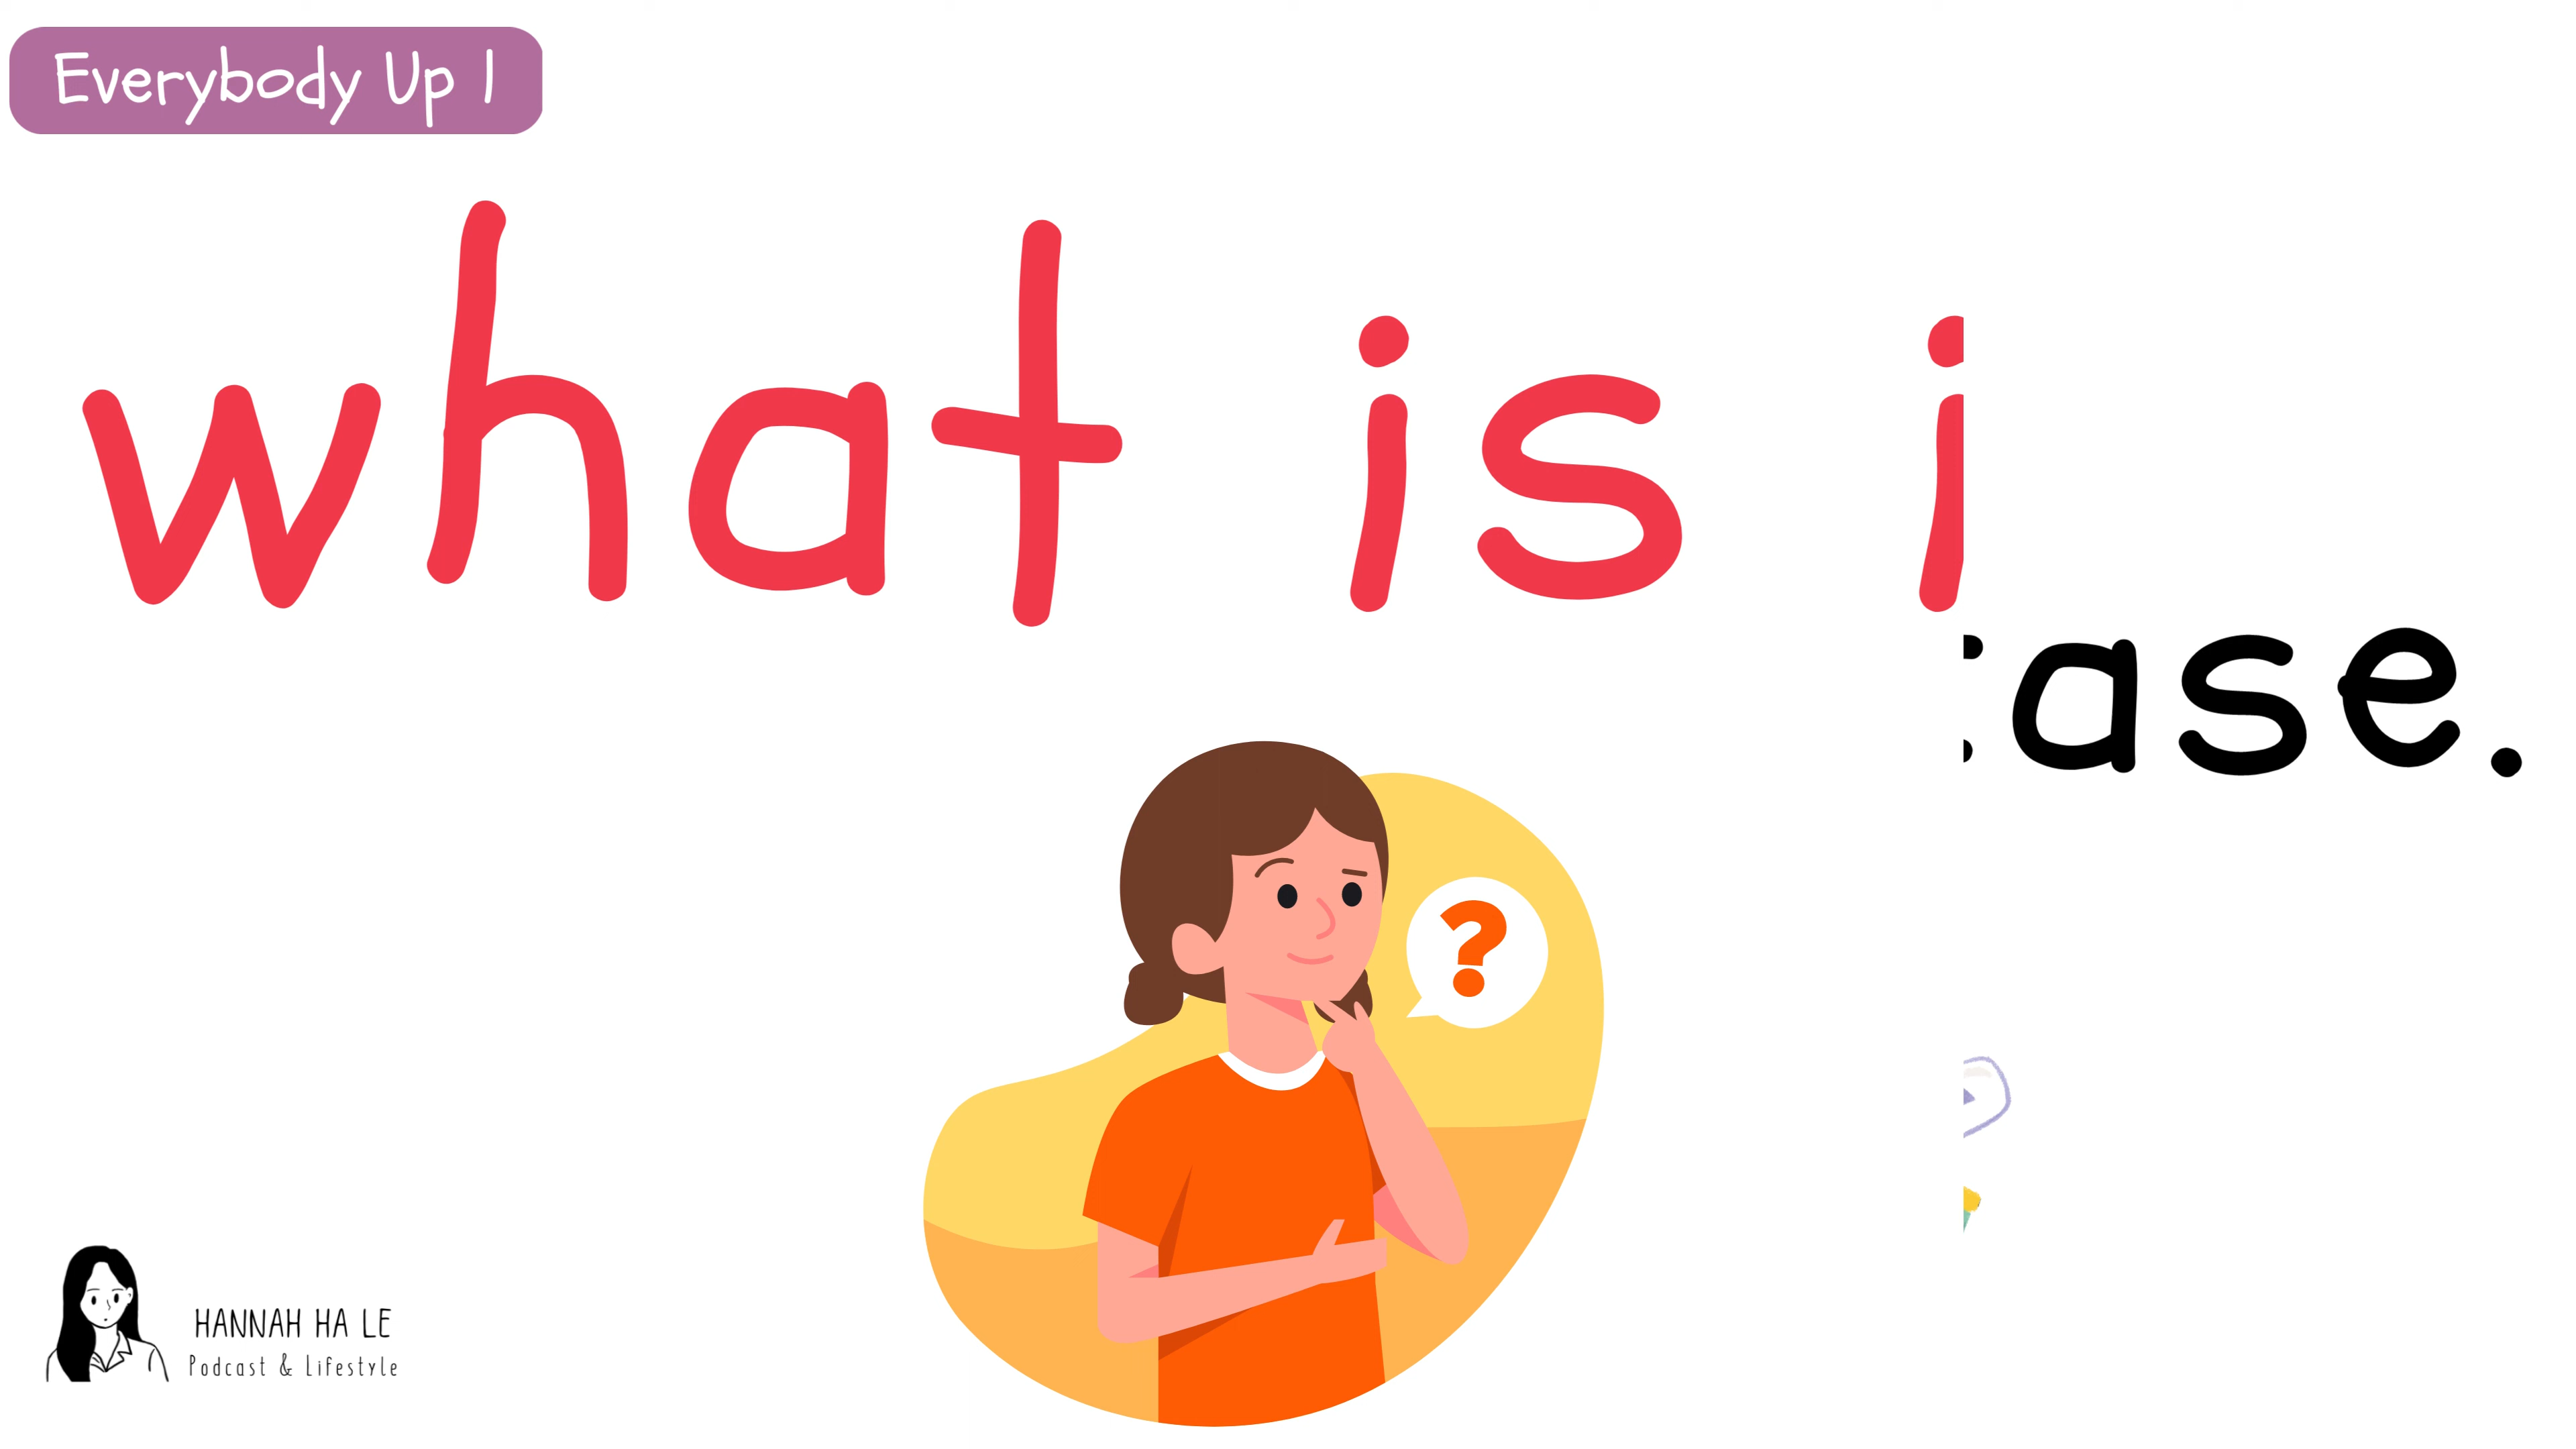 Everybody Up 1
what is i
ase.
?
HANNAH HA LE
Podcast & Lifestyle